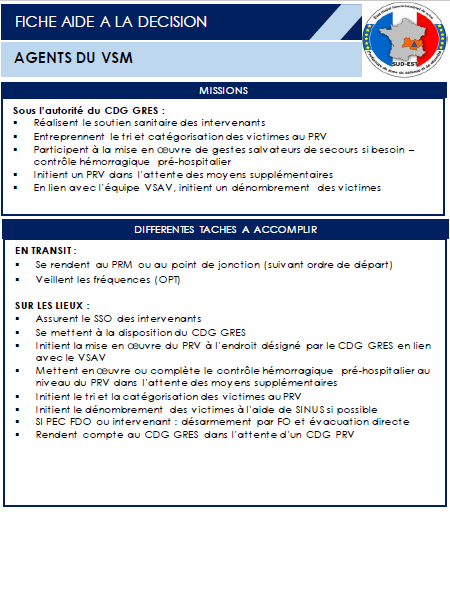 FICHE AIDE A LA DECISION
AGENTS DU VSM
SUD-EST
MISSIONS
Sous l'autorité du CDG GRES :
▪ Réalisent le soutien sanitaire des intervenants
▪ Entreprennent le tri et catégorisation des victimes au PRV
▪ Participent à la mise en œuvre de gestes salvateurs de secours si besoin –
contrôle hémorragique pré-hospitalier
▪ Initient un PRV dans l'attente des moyens supplémentaires
▪ En lien avec l'équipe VSAV, initient un dénombrement des victimes
DIFFERENTES TACHES A ACCOMPLIR
EN TRANSIT :
▪ Se rendent au PRM ou au point de jonction (suivant ordre de départ)
▪ Veillent les fréquences (OPT)
SUR LES LIEUX :
▪ Assurent le SSO des intervenants
▪ Se mettent à la disposition du CDG GRES
▪ Initient la mise en œuvre du PRV à l'endroit désigné par le CDG GRES en lien
avec le VSAV
▪ Mettent en œuvre ou complète le contrôle hémorragique pré-hospitalier au
niveau du PRV dans l'attente des moyens supplémentaires
▪ Initient le tri et la catégorisation des victimes au PRV
▪ Initient le dénombrement des victimes à l'aide de SINUS si possible
▪ SI PEC FDO ou intervenant : désarmement par FO et évacuation directe
▪ Rendent compte au CDG GRES dans l'attente d'un CDG PRV